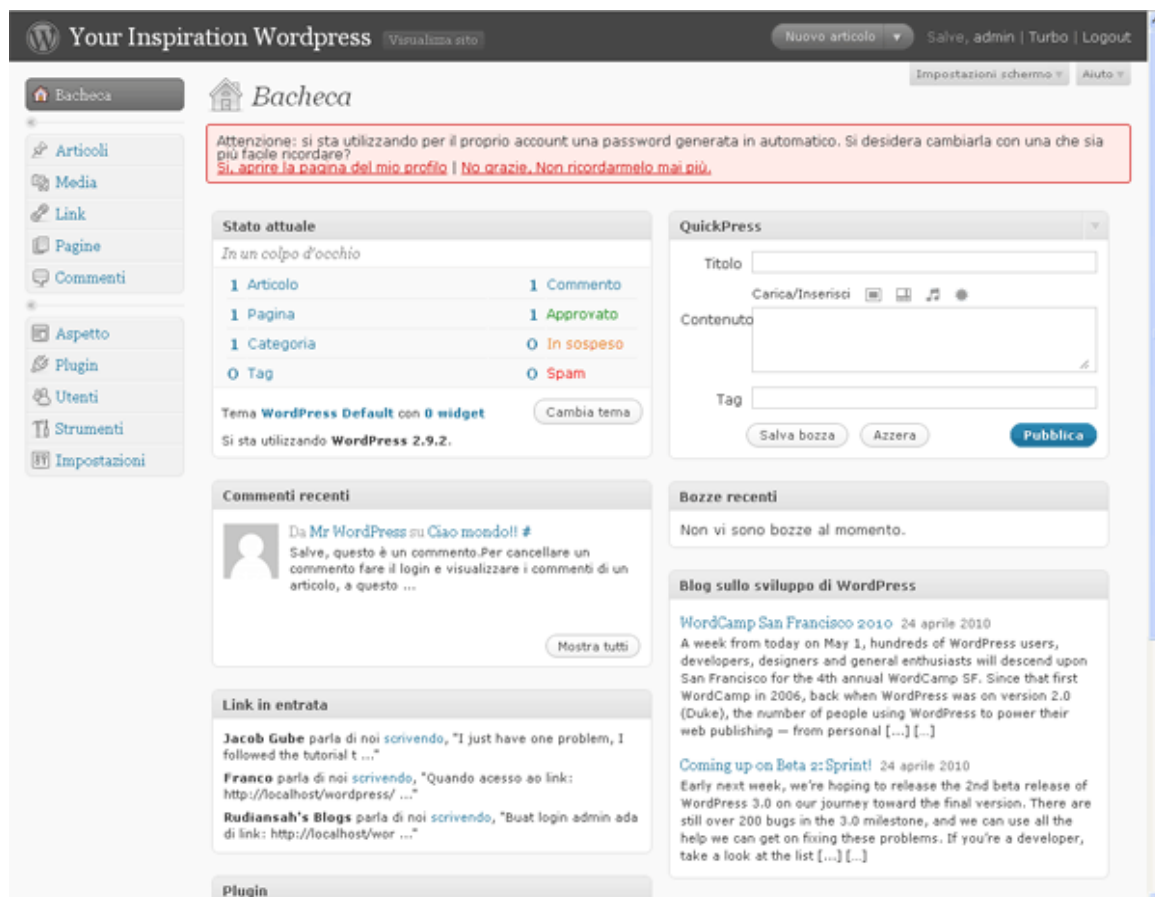 Your Inspiration Wordpress Visualizza sito
Nuovo articolo Salve, admin | Turbo | Logout
Impostazioni schermo Aiuto
Bacheca
Articoli
Media
Link
Pagine
Commenti
Aspetto
Plugin
Utenti
Strumenti
Impostazioni
Bacheca
Attenzione: si sta utilizzando per il proprio account una password generata in automatico. Si desidera cambiarla con una che sia
più facile ricordare?
Sì, aprire la pagina del mio profilo | No grazie, Non ricordarmelo mai più.
Stato attuale
In un colpo d'occhio
1 Articolo 1 Commento
1 Pagina 1 Approvato
1 Categoria 0 In sospeso
0 Tag 0 Spam
Tema WordPress Default con 0 widget Cambia tema
Si sta utilizzando WordPress 2.9.2.
Commenti recenti
Da Mr WordPress su Ciao mondo!! #
Salve, questo è un commento.Per cancellare un
commento fare il login e visualizzare i commenti di un
articolo, a questo ...
Mostra tutti
Link in entrata
Jacob Gube parla di noi scrivendo, "I just have one problem, I
followed the tutorial t ..."
Franco parla di noi scrivendo, "Quando acesso ao link:
http://localhost/wordpress/ ..."
Rudiansah's Blogs parla di noi scrivendo, "Buat login admin ada
di link: http://localhost/wor ..."
Plugin
QuickPress
Titolo
Carica/Inserisci
Contenuto
Tag
Salva bozza Azzera Pubblica
Bozze recenti
Non vi sono bozze al momento.
Blog sullo sviluppo di WordPress
WordCamp San Francisco 2010 24 aprile 2010
A week from today on May 1, hundreds of WordPress users,
developers, designers and general enthusiasts will descend upon
San Francisco for the 4th annual WordCamp SF. Since that first
WordCamp in 2006, back when WordPress was on version 2.0
(Duke), the number of people using WordPress to power their
web publishing — from personal [...] [...]
Coming up on Beta 2: Sprint! 24 aprile 2010
Early next week, we're hoping to release the 2nd beta release of
WordPress 3.0 on our journey toward the final version. There are
still over 200 bugs in the 3.0 milestone, and we can use all the
help we can get on fixing these problems. If you're a developer,
take a look at the list [...] [...]